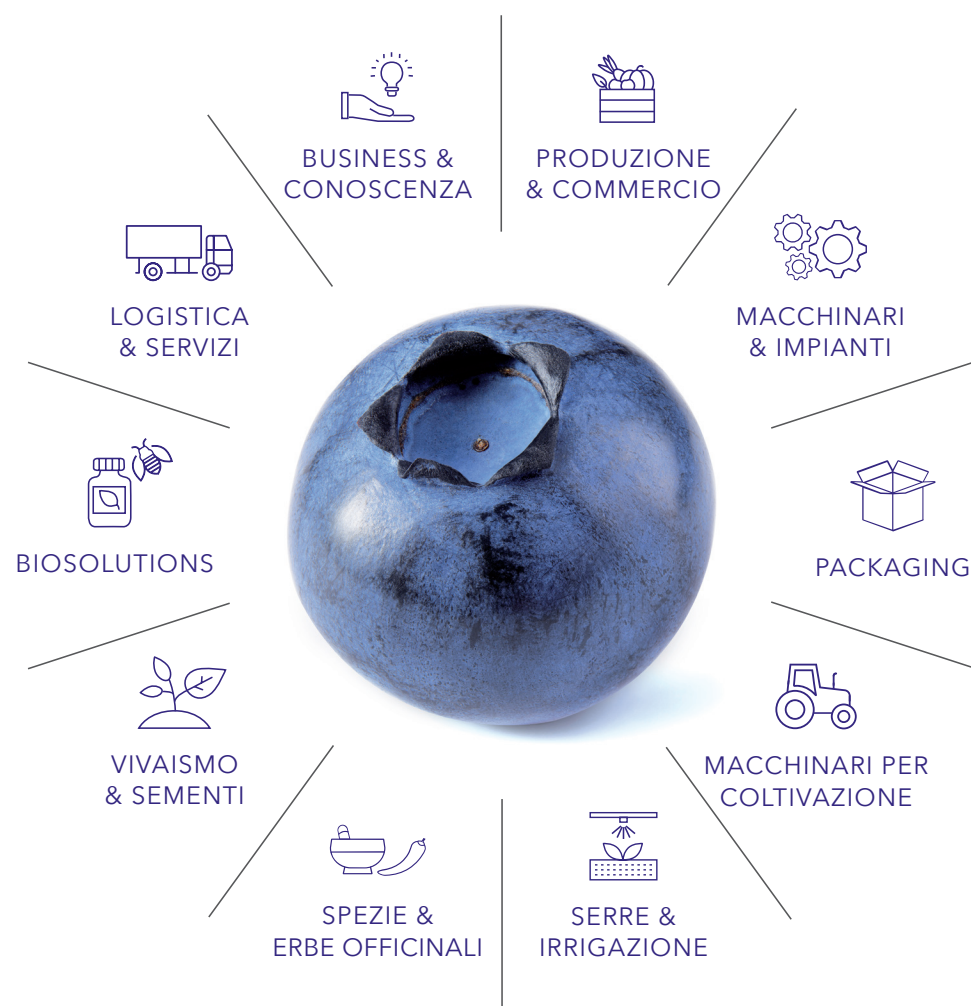 BUSINESS &
CONOSCENZA
PRODUZIONE
& COMMERCIO
LOGISTICA
& SERVIZI
MACCHINARI
& IMPIANTI
BIOSOLUTIONS
PACKAGING
VIVAISMO
& SEMENTI
MACCHINARI PER
COLTIVAZIONE
SPEZIE &
ERBE OFFICINALI
SERRE &
IRRIGAZIONE